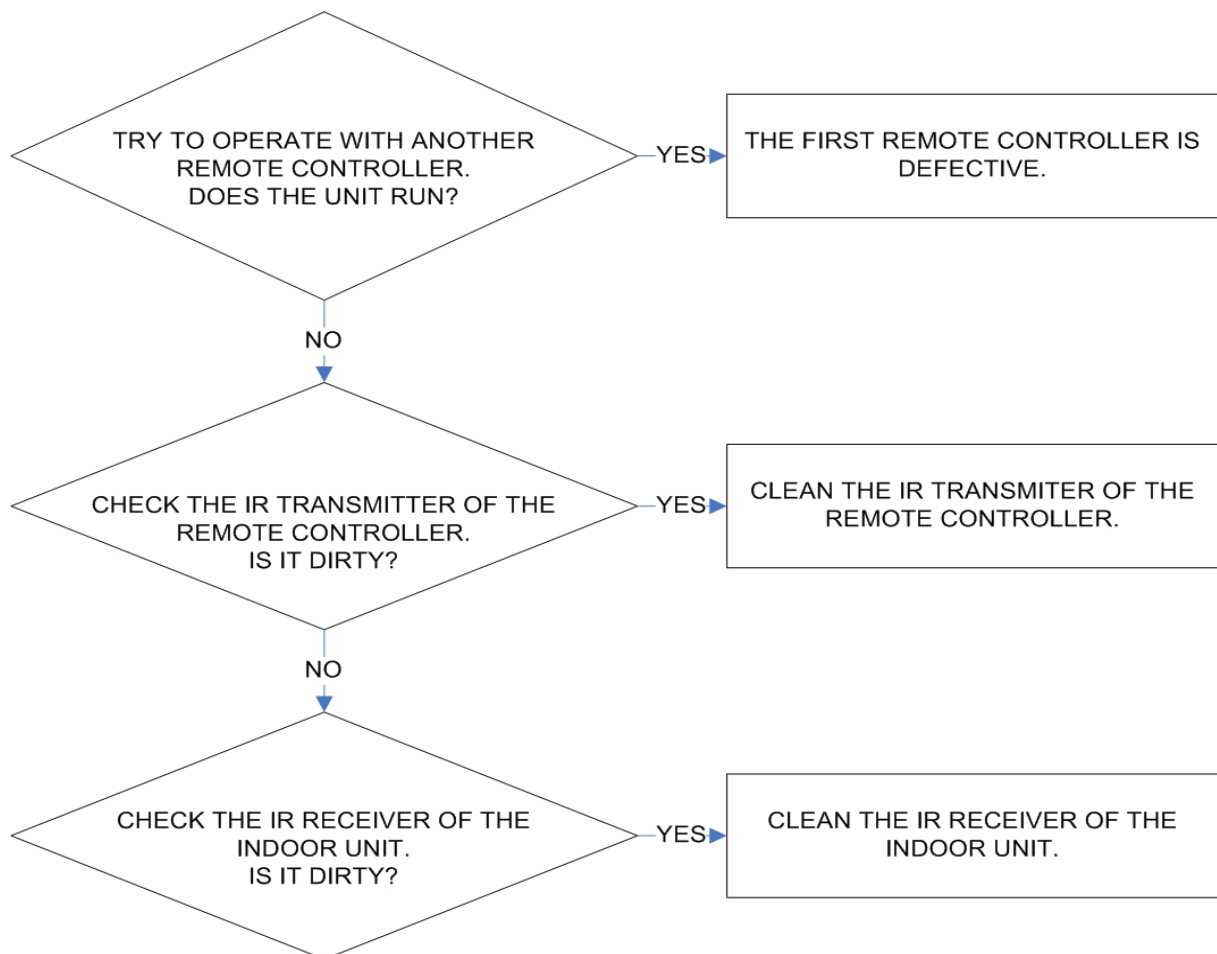 TRY TO OPERATE WITH ANOTHER
REMOTE CONTROLLER.
DOES THE UNIT RUN?
YES
THE FIRST REMOTE CONTROLLER IS
DEFECTIVE.
NO
CHECK THE IR TRANSMITTER OF THE
REMOTE CONTROLLER.
IS IT DIRTY?
YES
CLEAN THE IR TRANSMITER OF THE
REMOTE CONTROLLER.
NO
CHECK THE IR RECEIVER OF THE
INDOOR UNIT.
IS IT DIRTY?
YES
CLEAN THE IR RECEIVER OF THE
INDOOR UNIT.